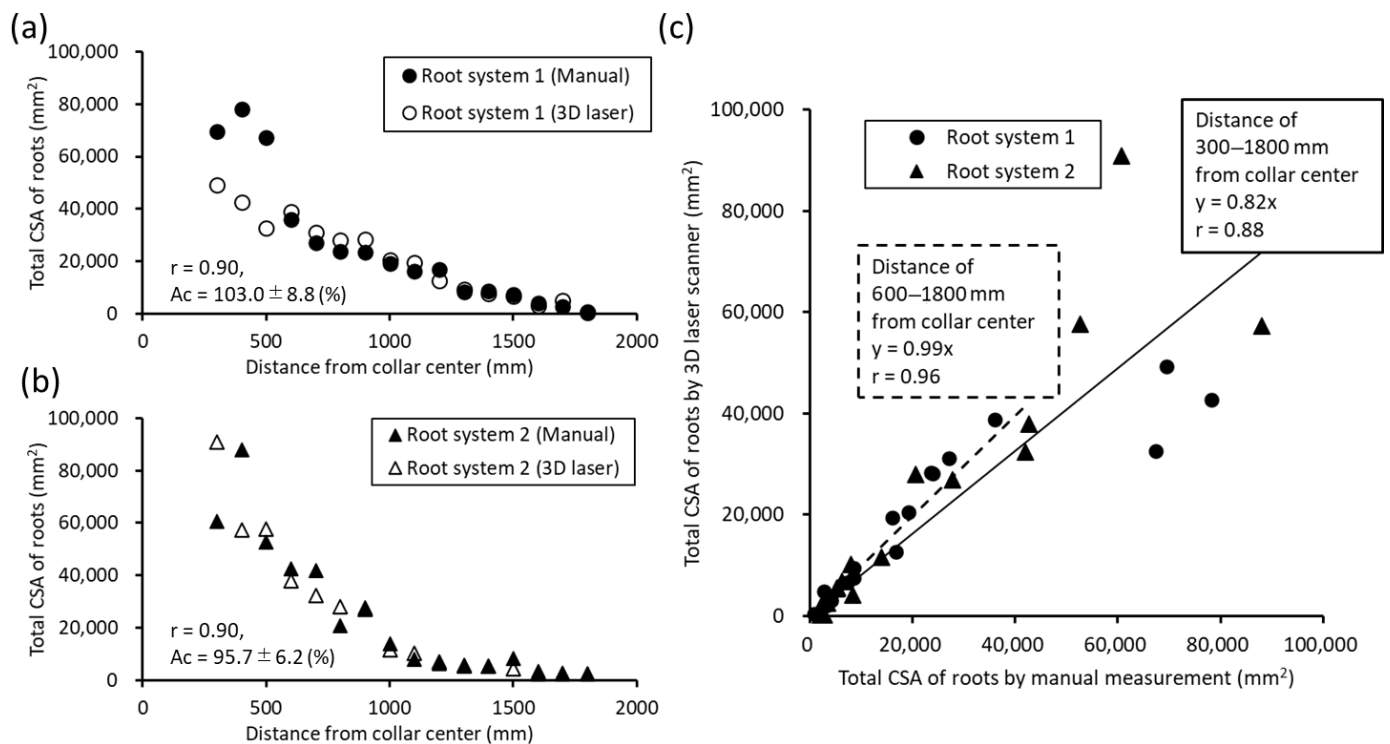 (a)
100,000
80,000
60,000
40,000
20,000
0
Total CSA of roots (mm²)
Root system 1 (Manual)
Root system 1 (3D laser)
r = 0.90,
Ac = 103.0 ± 8.8 (%)
0
500
1000
1500
2000
Distance from collar center (mm)
(b)
100,000
80,000
60,000
40,000
20,000
0
Total CSA of roots (mm²)
Root system 2 (Manual)
Root system 2 (3D laser)
r = 0.90,
Ac = 95.7 ± 6.2 (%)
0
500
1000
1500
2000
Distance from collar center (mm)
(c)
100,000
80,000
60,000
40,000
20,000
0
Total CSA of roots by 3D laser scanner (mm²)
Root system 1
Root system 2
Distance of
300–1800 mm
from collar center
y = 0.82x
r = 0.88
Distance of
600–1800 mm
from collar center
y = 0.99x
r = 0.96
0
20,000
40,000
60,000
80,000
100,000
Total CSA of roots by manual measurement (mm²)